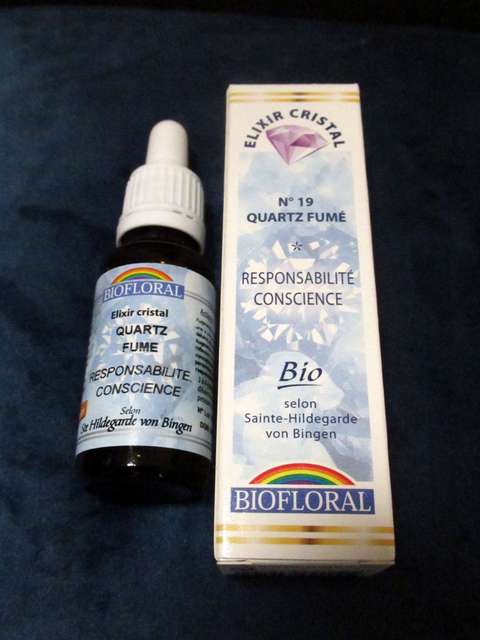 BIOFLORAL
Elixir cristal
QUARTZ
FUME
RESPONSABILITE
CONSCIENCE
Selon
Ste Hildegarde von Bingen
ELIXIR CRISTAL
N° 19
QUARTZ FUMÉ
*
RESPONSABILITÉ
CONSCIENCE
Bio
selon
Sainte-Hildegarde
von Bingen
BIOFLORAL